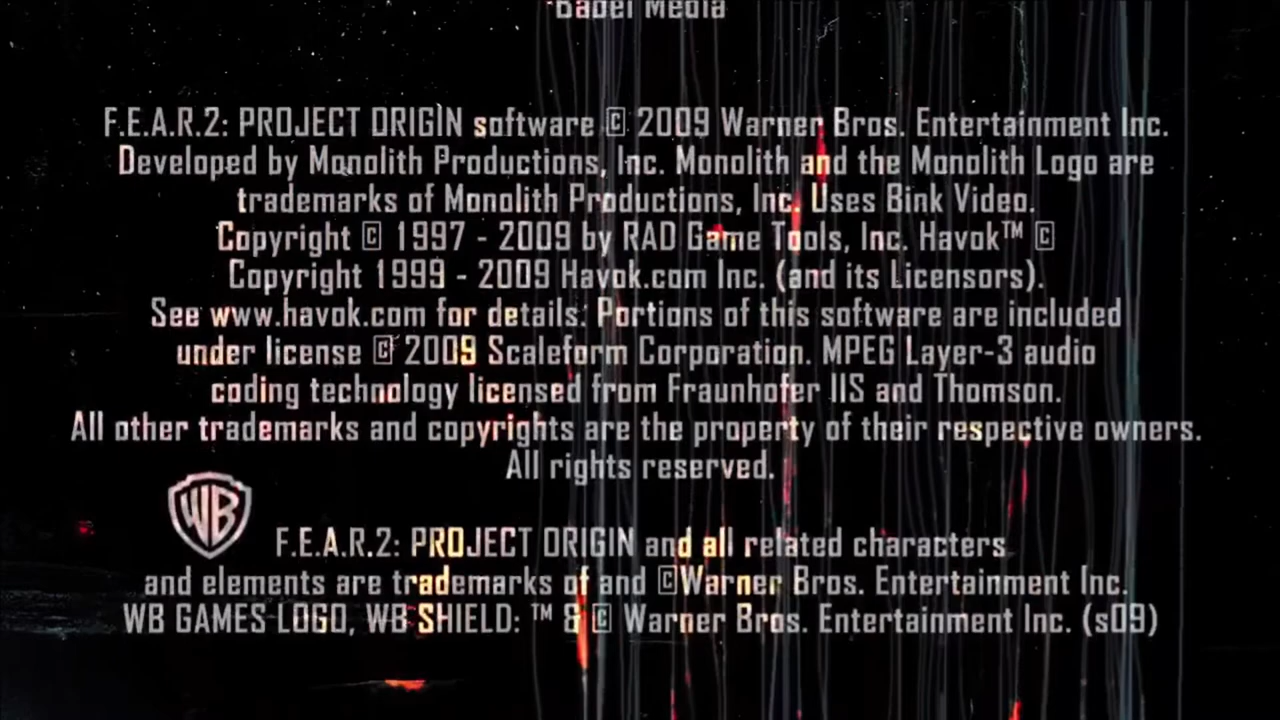 Babel Media
F.E.A.R.2: PROJECT ORIGIN software © 2009 Warner Bros. Entertainment Inc.
Developed by Monolith Productions, Inc. Monolith and the Monolith Logo are
trademarks of Monolith Productions, Inc. Uses Bink Video.
Copyright © 1997 - 2009 by RAD Game Tools, Inc. Havok™ ©
Copyright 1999 - 2009 Havok.com Inc. (and its Licensors).
See www.havok.com for details. Portions of this software are included
under license © 2009 Scaleform Corporation. MPEG Layer-3 audio
coding technology licensed from Fraunhofer IIS and Thomson.
All other trademarks and copyrights are the property of their respective owners.
All rights reserved.
WB
F.E.A.R.2: PROJECT ORIGIN and all related characters
and elements are trademarks of and ©Warner Bros. Entertainment Inc.
WB GAMES LOGO, WB SHIELD: ™ & © Warner Bros. Entertainment Inc. (s09)